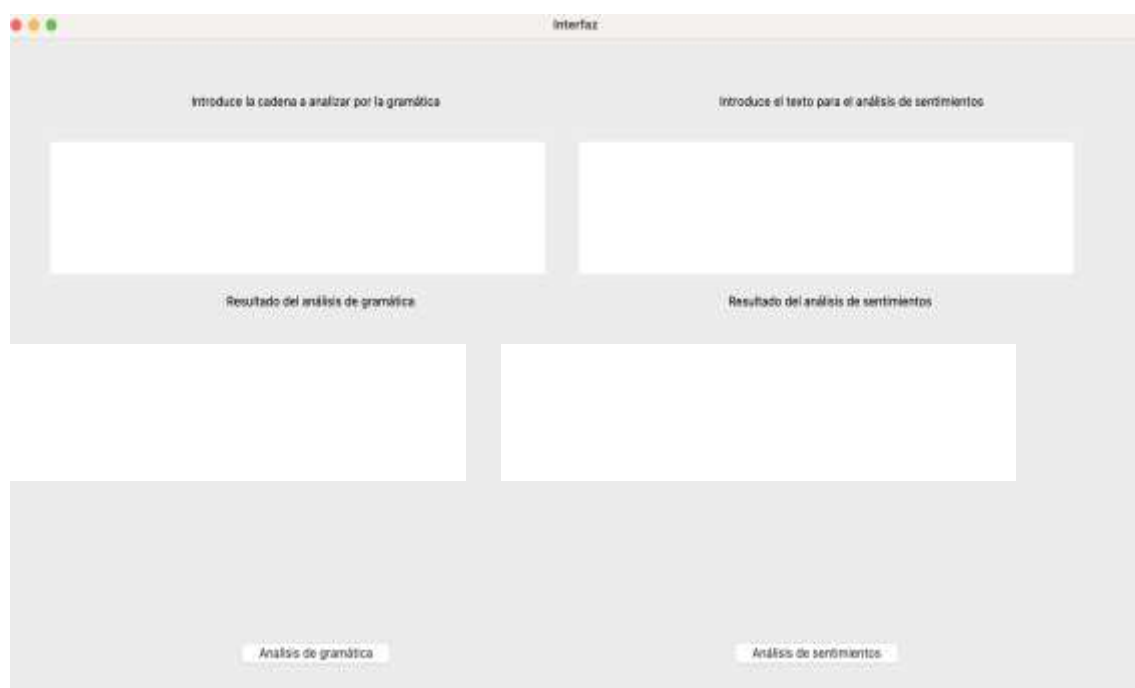 Interfaz
Introduce la cadena a analizar por la gramática
Introduce el texto para el análisis de sentimientos
Resultado del análisis de gramática
Resultado del análisis de sentimientos
Analisis de gramática
Análisis de sentimientos